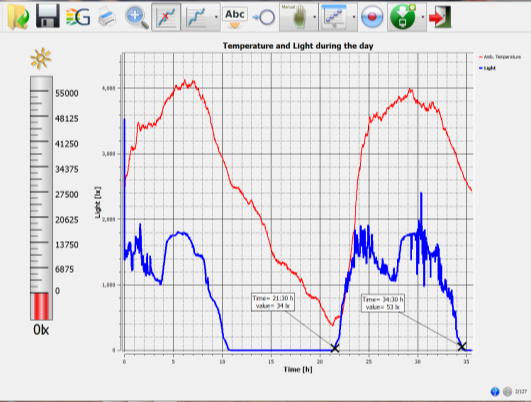 G
Manual
Abc
Temperature and Light during the day
Amb. Temperature
Light
55000
48125
41250
34375
27500
20625
13750
6875
0
0lx
Light [lx]
4,000
3,000
2,000
1,000
0
Time= 21:30 h
value= 34 lx
Time= 34:30 h
value= 53 lx
0 5 10 15 20 25 30 35
Time [h]
2/127